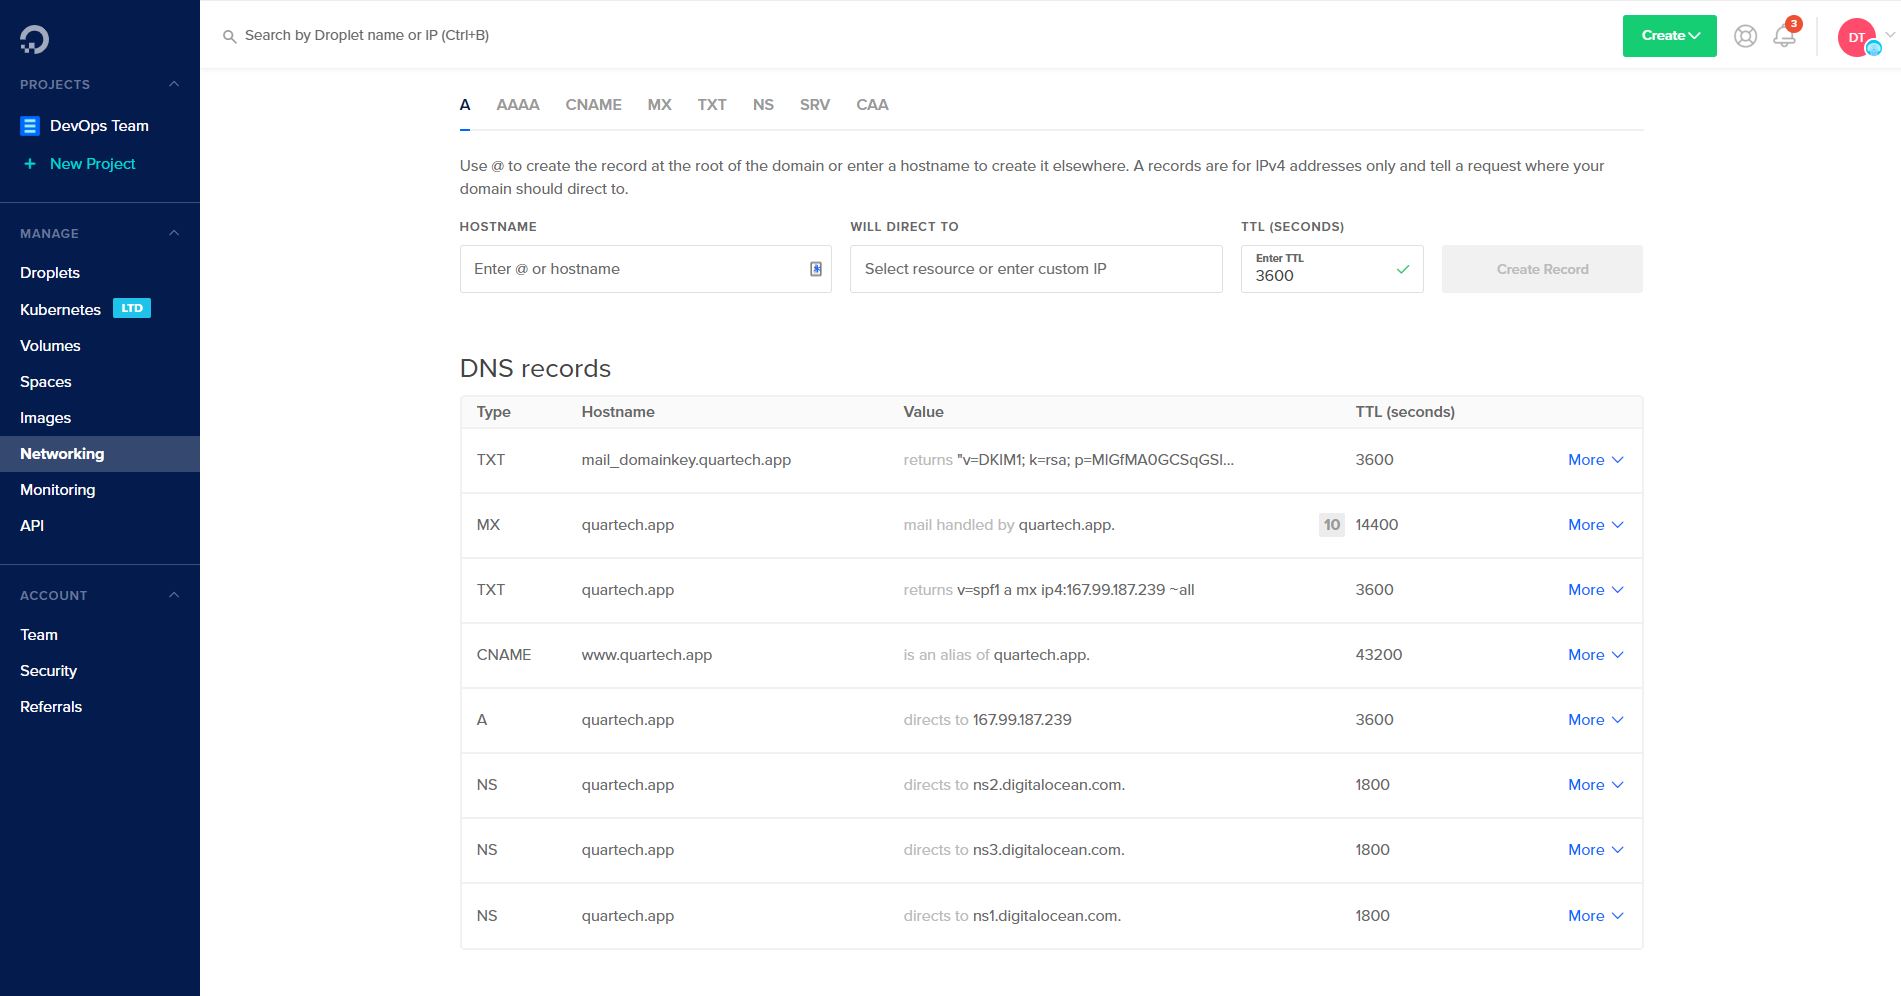 Search by Droplet name or IP (Ctrl+B)
Create
3
DT
PROJECTS
DevOps Team
+ New Project
MANAGE
Droplets
Kubernetes LTD
Volumes
Spaces
Images
Networking
Monitoring
API
ACCOUNT
Team
Security
Referrals
A AAAA CNAME MX TXT NS SRV CAA
Use @ to create the record at the root of the domain or enter a hostname to create it elsewhere. A records are for IPv4 addresses only and tell a request where your
domain should direct to.
HOSTNAME WILL DIRECT TO TTL (SECONDS)
Enter @ or hostname Select resource or enter custom IP Enter TTL
3600
Create Record
DNS records
Type Hostname Value TTL (seconds)
TXT mail_domainkey.quartech.app returns "v=DKIM1; k=rsa; p=MIGfMA0GCSqGSI... 3600 More
MX quartech.app mail handled by quartech.app. 10 14400 More
TXT quartech.app returns v=spf1 a mx ip4:167.99.187.239 ~all 3600 More
CNAME www.quartech.app is an alias of quartech.app. 43200 More
A quartech.app directs to 167.99.187.239 3600 More
NS quartech.app directs to ns2.digitalocean.com. 1800 More
NS quartech.app directs to ns3.digitalocean.com. 1800 More
NS quartech.app directs to ns1.digitalocean.com. 1800 More